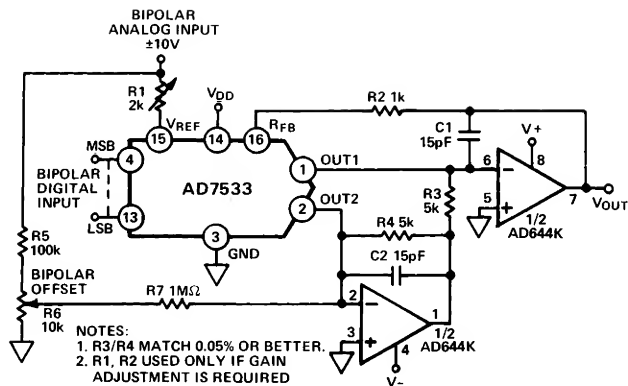 BIPOLAR
ANALOG INPUT
±10V
R1
2k
VDD
R2 1k
C1
15pF
V+
VREF
RFB
15
14
16
MSB
4
BIPOLAR
DIGITAL
INPUT
AD7533
1
OUT1
2
OUT2
6
8
7
5
VOUT
1/2
AD644K
R3
5k
LSB
13
3
GND
R4 5k
C2 15pF
R5
100k
BIPOLAR
OFFSET
R6
10k
R7 1MΩ
2
1
3
4
1/2
AD644K
V–
NOTES:
1. R3/R4 MATCH 0.05% OR BETTER.
2. R1, R2 USED ONLY IF GAIN
ADJUSTMENT IS REQUIRED